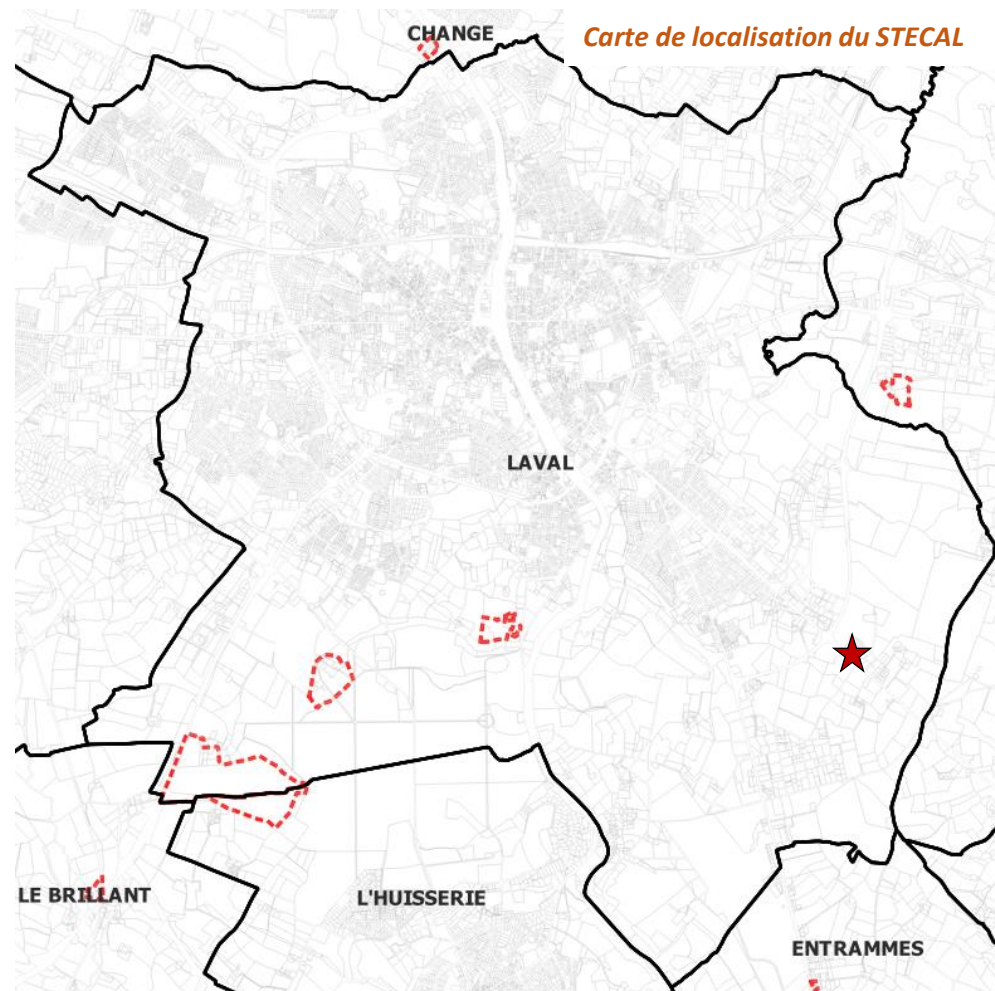 CHANGE
Carte de localisation du STECAL
LAVAL
LE BRILLANT
L'HUISSERIE
ENTRAMMES